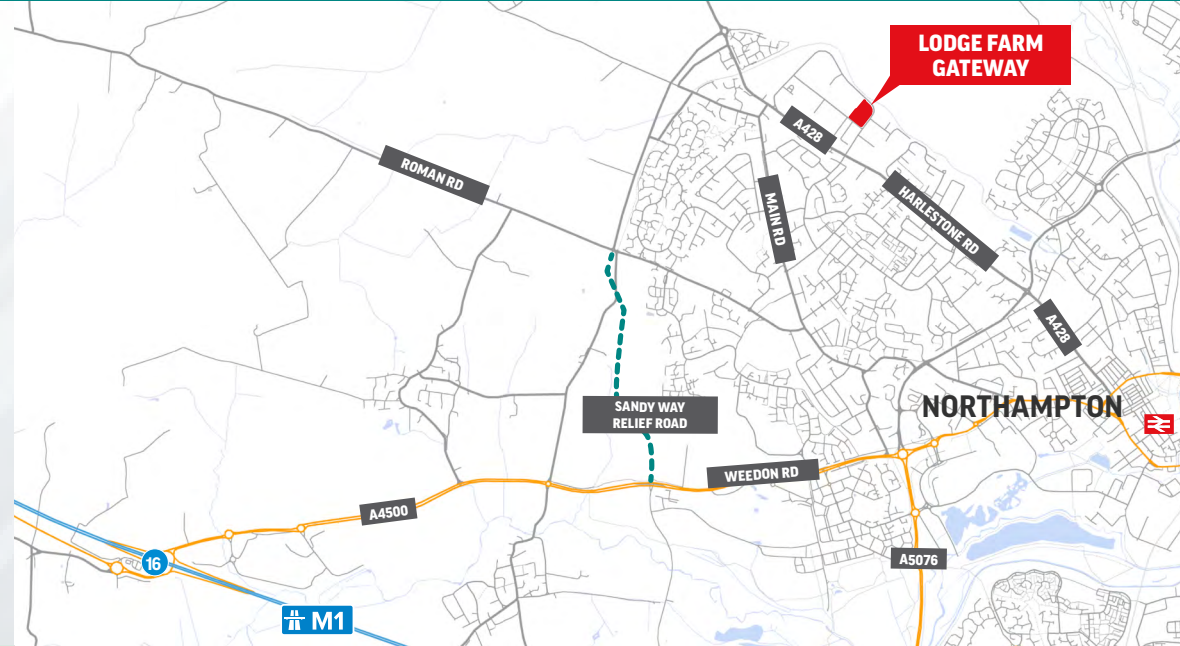 LODGE FARM
GATEWAY
A428
ROMAN RD
MAIN RD
HARLESTONE RD
A428
SANDY WAY
RELIEF ROAD
NORTHAMPTON
WEEDON RD
A4500
A5076
16
M1